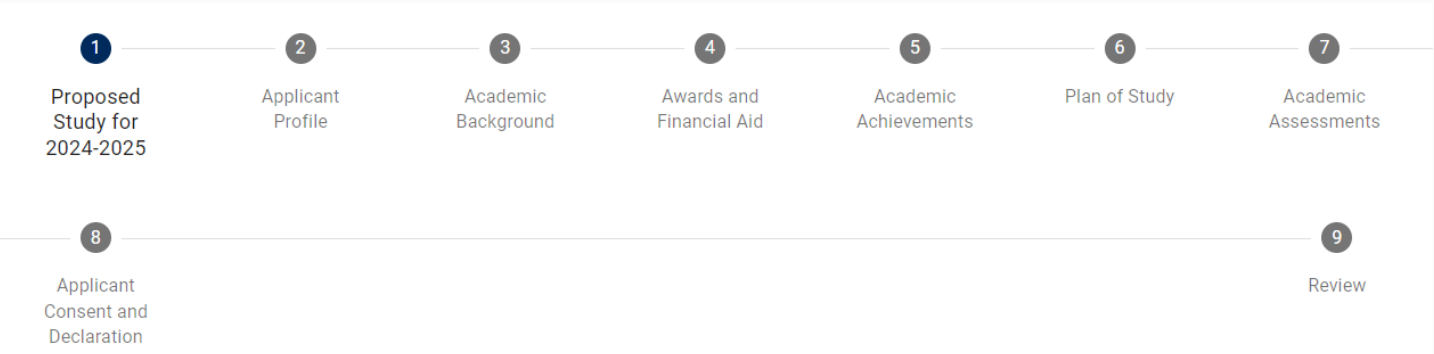 1
2
3
4
5
6
7
Proposed
Study for
2024-2025
Applicant
Profile
Academic
Background
Awards and
Financial Aid
Academic
Achievements
Plan of Study
Academic
Assessments
8
9
Applicant
Consent and
Declaration
Review